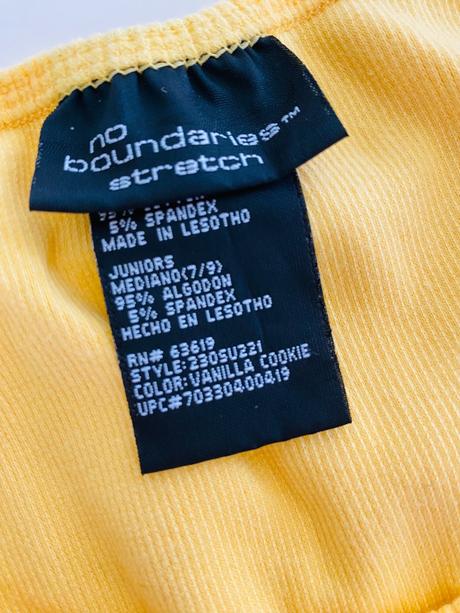 no
boundaries™
stretch
5% SPANDEX
MADE IN LESOTHO
JUNIORS
MEDIANO(7/9)
95% ALGODON
5% SPANDEX
HECHO EN LESOTHO
RN# 63619
STYLE:230SU221
COLOR:VANILLA COOKIE
UPC#70330400419